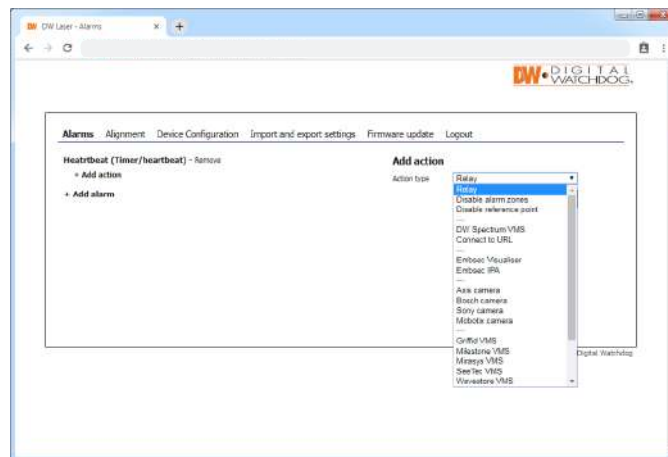 DW Laser - Alarms
DW DIGITAL
WATCHDOG
Alarms Alignment Device Configuration Import and export settings Firmware update Logout
Heatrtbeat (Timer/heartbeat) - Remove
+ Add action
+ Add alarm
Add action
Action type
Relay
Relay
Disable alarm zones
Disable reference point
---
DW Spectrum VMS
Connect to URL
---
Embsec Visualiser
Embsec IPA
---
Axis camera
Bosch camera
Sony camera
Mobotix camera
---
Griffid VMS
Milestone VMS
Mirasys VMS
SeeTec VMS
Wavestore VMS
Digital Watchdog